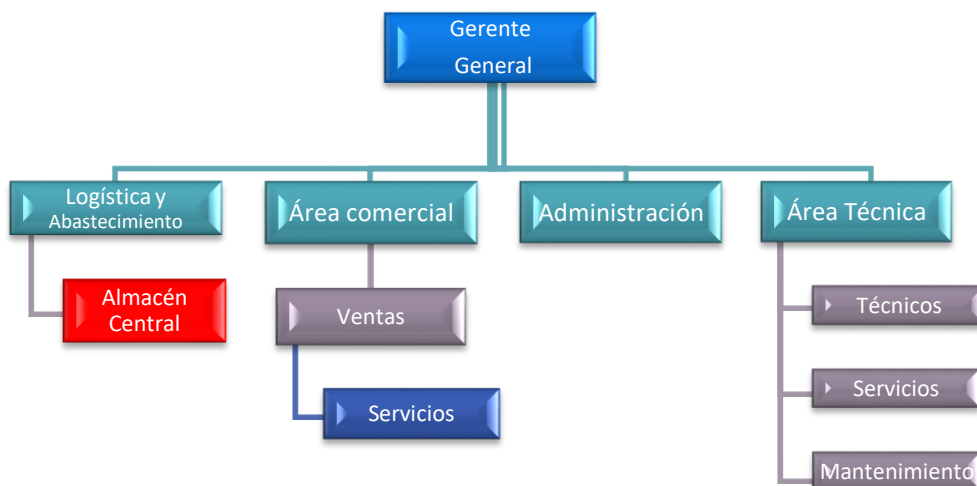 Gerente
General
Logística y
Abastecimiento
Área comercial
Administración
Área Técnica
Almacén
Central
Ventas
Técnicos
Servicios
Servicios
Mantenimiento